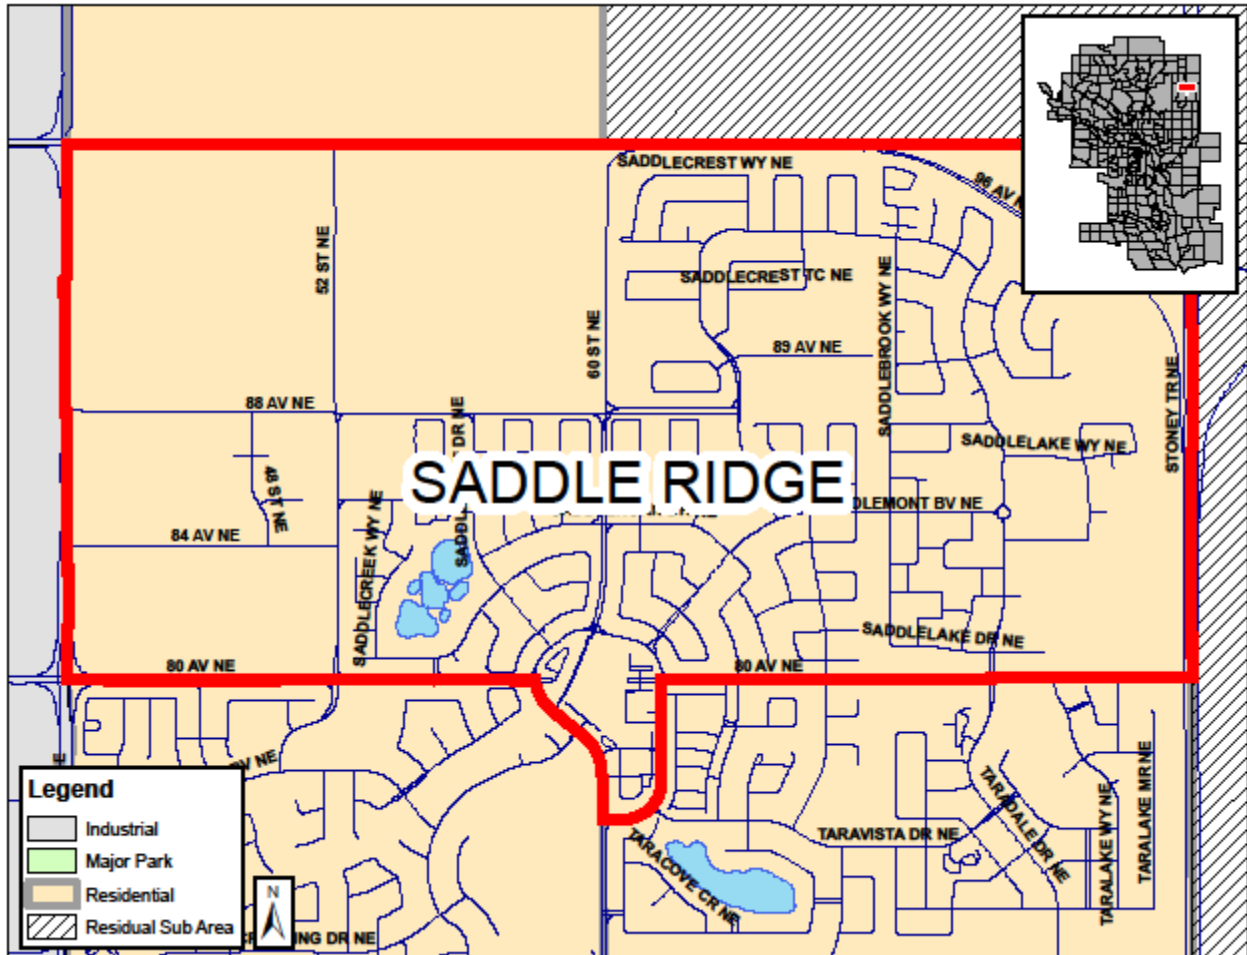 SADDLECREST WY NE
96 AV N
52 ST NE
SADDLECREST TC NE
SADDLEBROOK WY NE
60 ST NE
89 AV NE
88 AV NE
DR NE
SADDLELAKE WY NE
STONEY TR NE
48 ST NE
SADDLE RIDGE
DLEMONT BV NE
84 AV NE
SADDLECREEK WY NE
SADDL
SADDLELAKE DR NE
80 AV NE
80 AV NE
NE
BV NE
Legend
Industrial
Major Park
Residential
Residual Sub Area
N
ING DR NE
TARADALE DR NE
TARALAKE WY NE
TARALAKE MR NE
TARAVISTA DR NE
TARACOVE CR NE